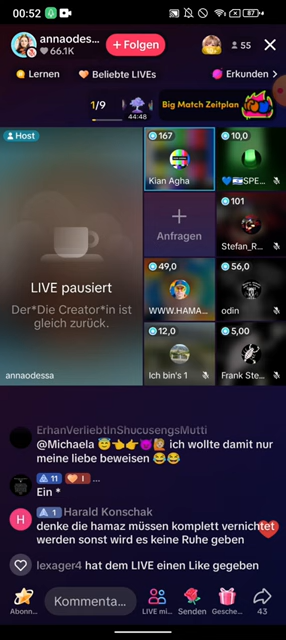 00:52
87
annaodes...
66.1K
+ Folgen
55
Lernen
Beliebte LIVEs
Erkunden
1/9
44:48
Big Match Zeitplan
Host
167
Kian Agha
10,0
SPE...
Anfragen
101
Stefan_R...
LIVE pausiert
Der*Die Creator*in ist
gleich zurück.
49,0
WWW.HAMA...
56,0
odin
12,0
Ich bin's 1
5,00
Frank Ste...
annaodessa
ErhanVerliebtInShucusengsMutti
@Michaela 😇👈👉😈🙋🏼 ich wollte damit nur
meine liebe beweisen 😂😂
11 I ...
Ein *
H 1 Harald Konschak
denke die hamaz müssen komplett vernichtet
werden sonst wird es keine Ruhe geben
lexager4 hat dem LIVE einen Like gegeben
Abonn...
Kommenta...
LIVE mi...
Senden
Gesche...
43